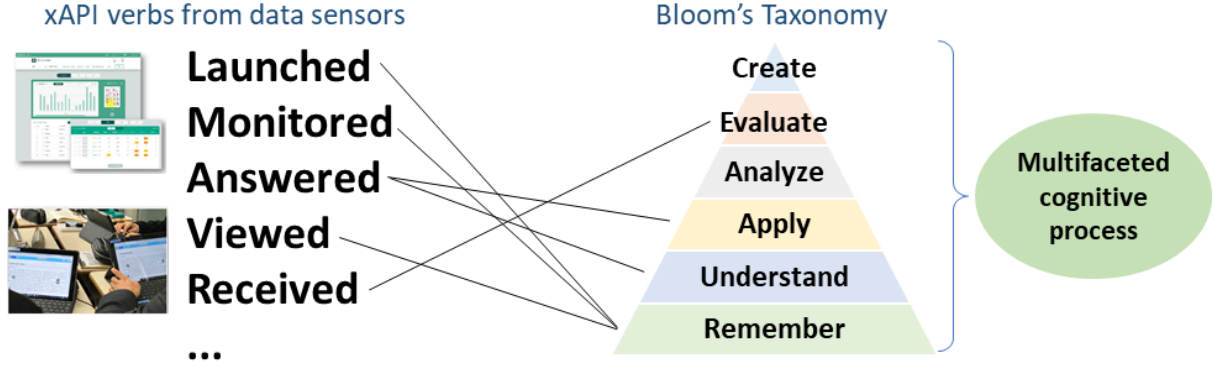 xAPI verbs from data sensors
Bloom's Taxonomy
Launched
Monitored
Answered
Viewed
Received
...
Create
Evaluate
Analyze
Apply
Understand
Remember
Multifaceted
cognitive
process